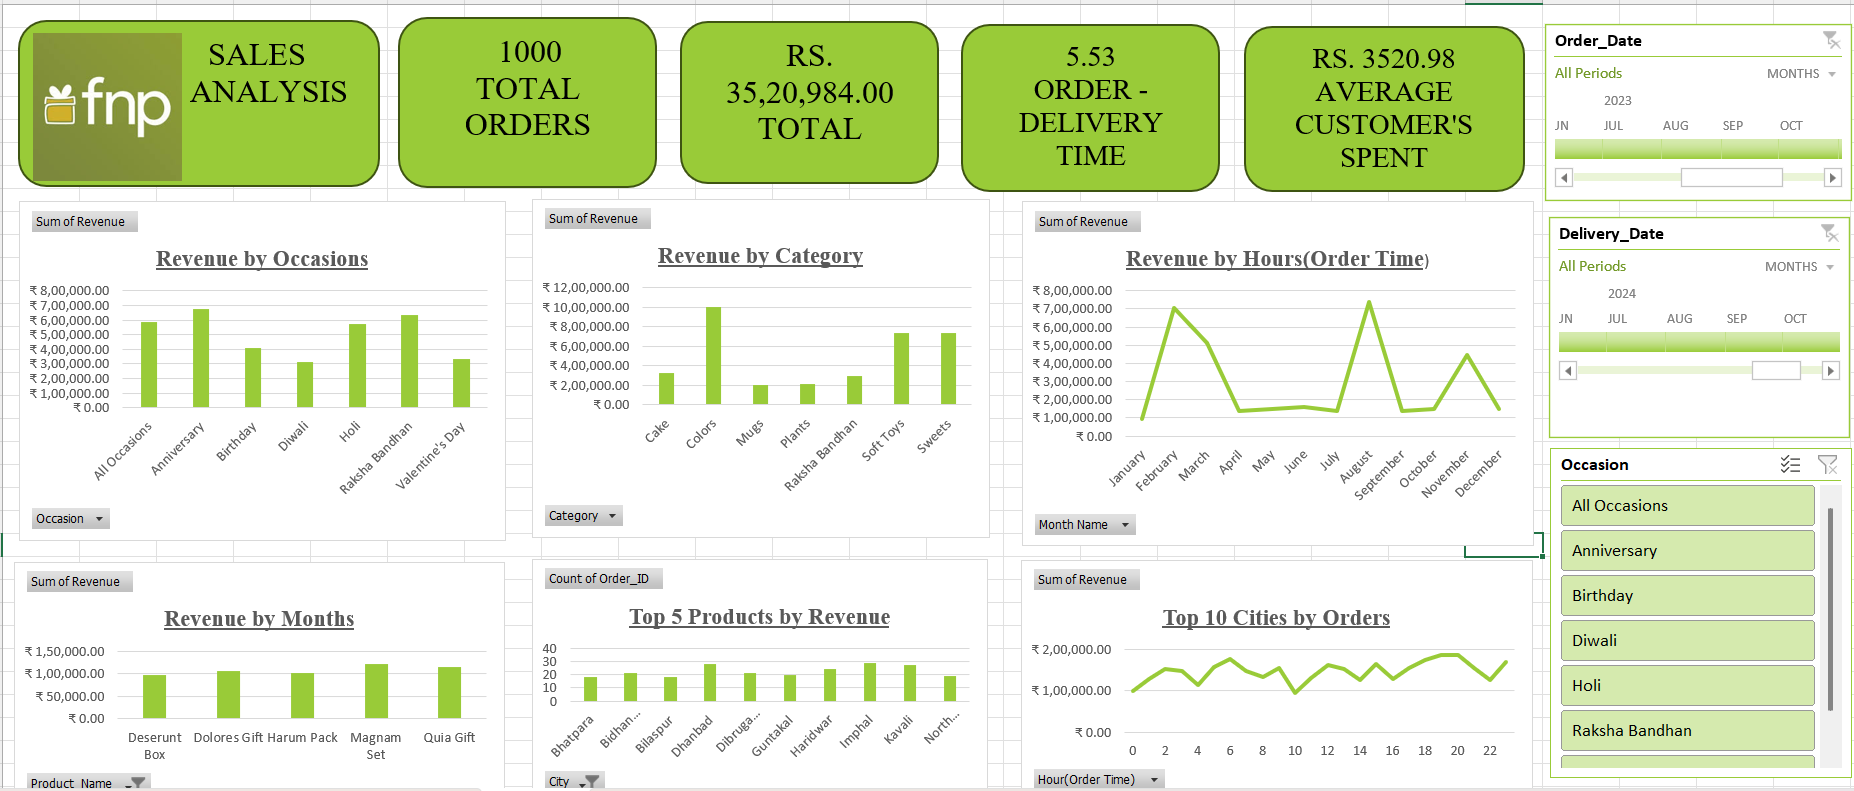 fnp
SALES
ANALYSIS
1000
TOTAL
ORDERS
RS.
35,20,984.00
TOTAL
5.53
ORDER -
DELIVERY
TIME
RS. 3520.98
AVERAGE
CUSTOMER'S
SPENT
Order_Date
All Periods MONTHS
2023
JN JUL AUG SEP OCT
Delivery_Date
All Periods MONTHS
2024
JN JUL AUG SEP OCT
Occasion
All Occasions
Anniversary
Birthday
Diwali
Holi
Raksha Bandhan
Sum of Revenue
Revenue by Occasions
₹ 8,00,000.00
₹ 7,00,000.00
₹ 6,00,000.00
₹ 5,00,000.00
₹ 4,00,000.00
₹ 3,00,000.00
₹ 2,00,000.00
₹ 1,00,000.00
₹ 0.00
All Occasions
Anniversary
Birthday
Diwali
Holi
Raksha Bandhan
Valentine's Day
Occasion
Sum of Revenue
Revenue by Category
₹ 12,00,000.00
₹ 10,00,000.00
₹ 8,00,000.00
₹ 6,00,000.00
₹ 4,00,000.00
₹ 2,00,000.00
₹ 0.00
Cake
Colors
Mugs
Plants
Raksha Bandhan
Soft Toys
Sweets
Category
Sum of Revenue
Revenue by Hours(Order Time)
₹ 8,00,000.00
₹ 7,00,000.00
₹ 6,00,000.00
₹ 5,00,000.00
₹ 4,00,000.00
₹ 3,00,000.00
₹ 2,00,000.00
₹ 1,00,000.00
₹ 0.00
January
February
March
April
May
June
July
August
September
October
November
December
Month Name
Sum of Revenue
Revenue by Months
₹ 1,50,000.00
₹ 1,00,000.00
₹ 50,000.00
₹ 0.00
Deserunt Box
Dolores Gift
Harum Pack
Magnam Set
Quia Gift
Product_Name
Count of Order_ID
Top 5 Products by Revenue
40
30
20
10
0
Bhatpara
Bidhan...
Bilaspur
Dhanbad
Dibruga...
Guntakal
Haridwar
Imphal
Kavali
North...
City
Sum of Revenue
Top 10 Cities by Orders
₹ 2,00,000.00
₹ 1,00,000.00
₹ 0.00
0 2 4 6 8 10 12 14 16 18 20 22
Hour(Order Time)